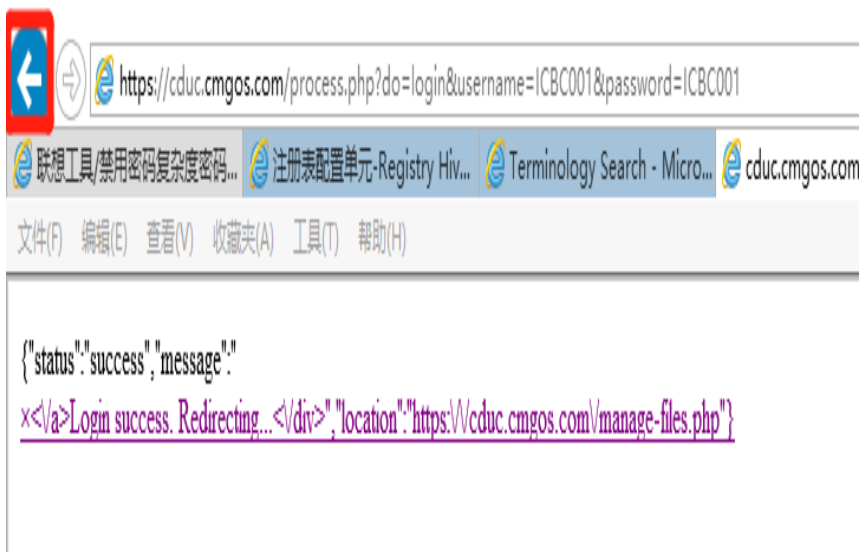 https://cduc.cmgos.com/process.php?do=login&username=ICBC001&password=ICBC001
联想工具/禁用密码复杂度密码... 注册表配置单元-Registry Hiv... Terminology Search - Micro... cduc.cmgos.com
文件(F) 编辑(E) 查看(V) 收藏夹(A) 工具(T) 帮助(H)
{"status":"success","message":"
×<\/a>Login success. Redirecting...<\/div>","location":"https:\/\/cduc.cmgos.com\/manage-files.php"}